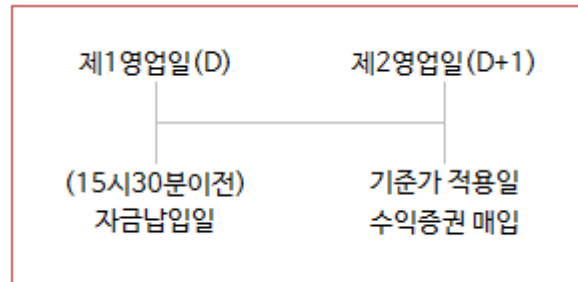 제1영업일(D)
제2영업일(D+1)
(15시30분이전)
자금납입일
기준가 적용일
수익증권 매입